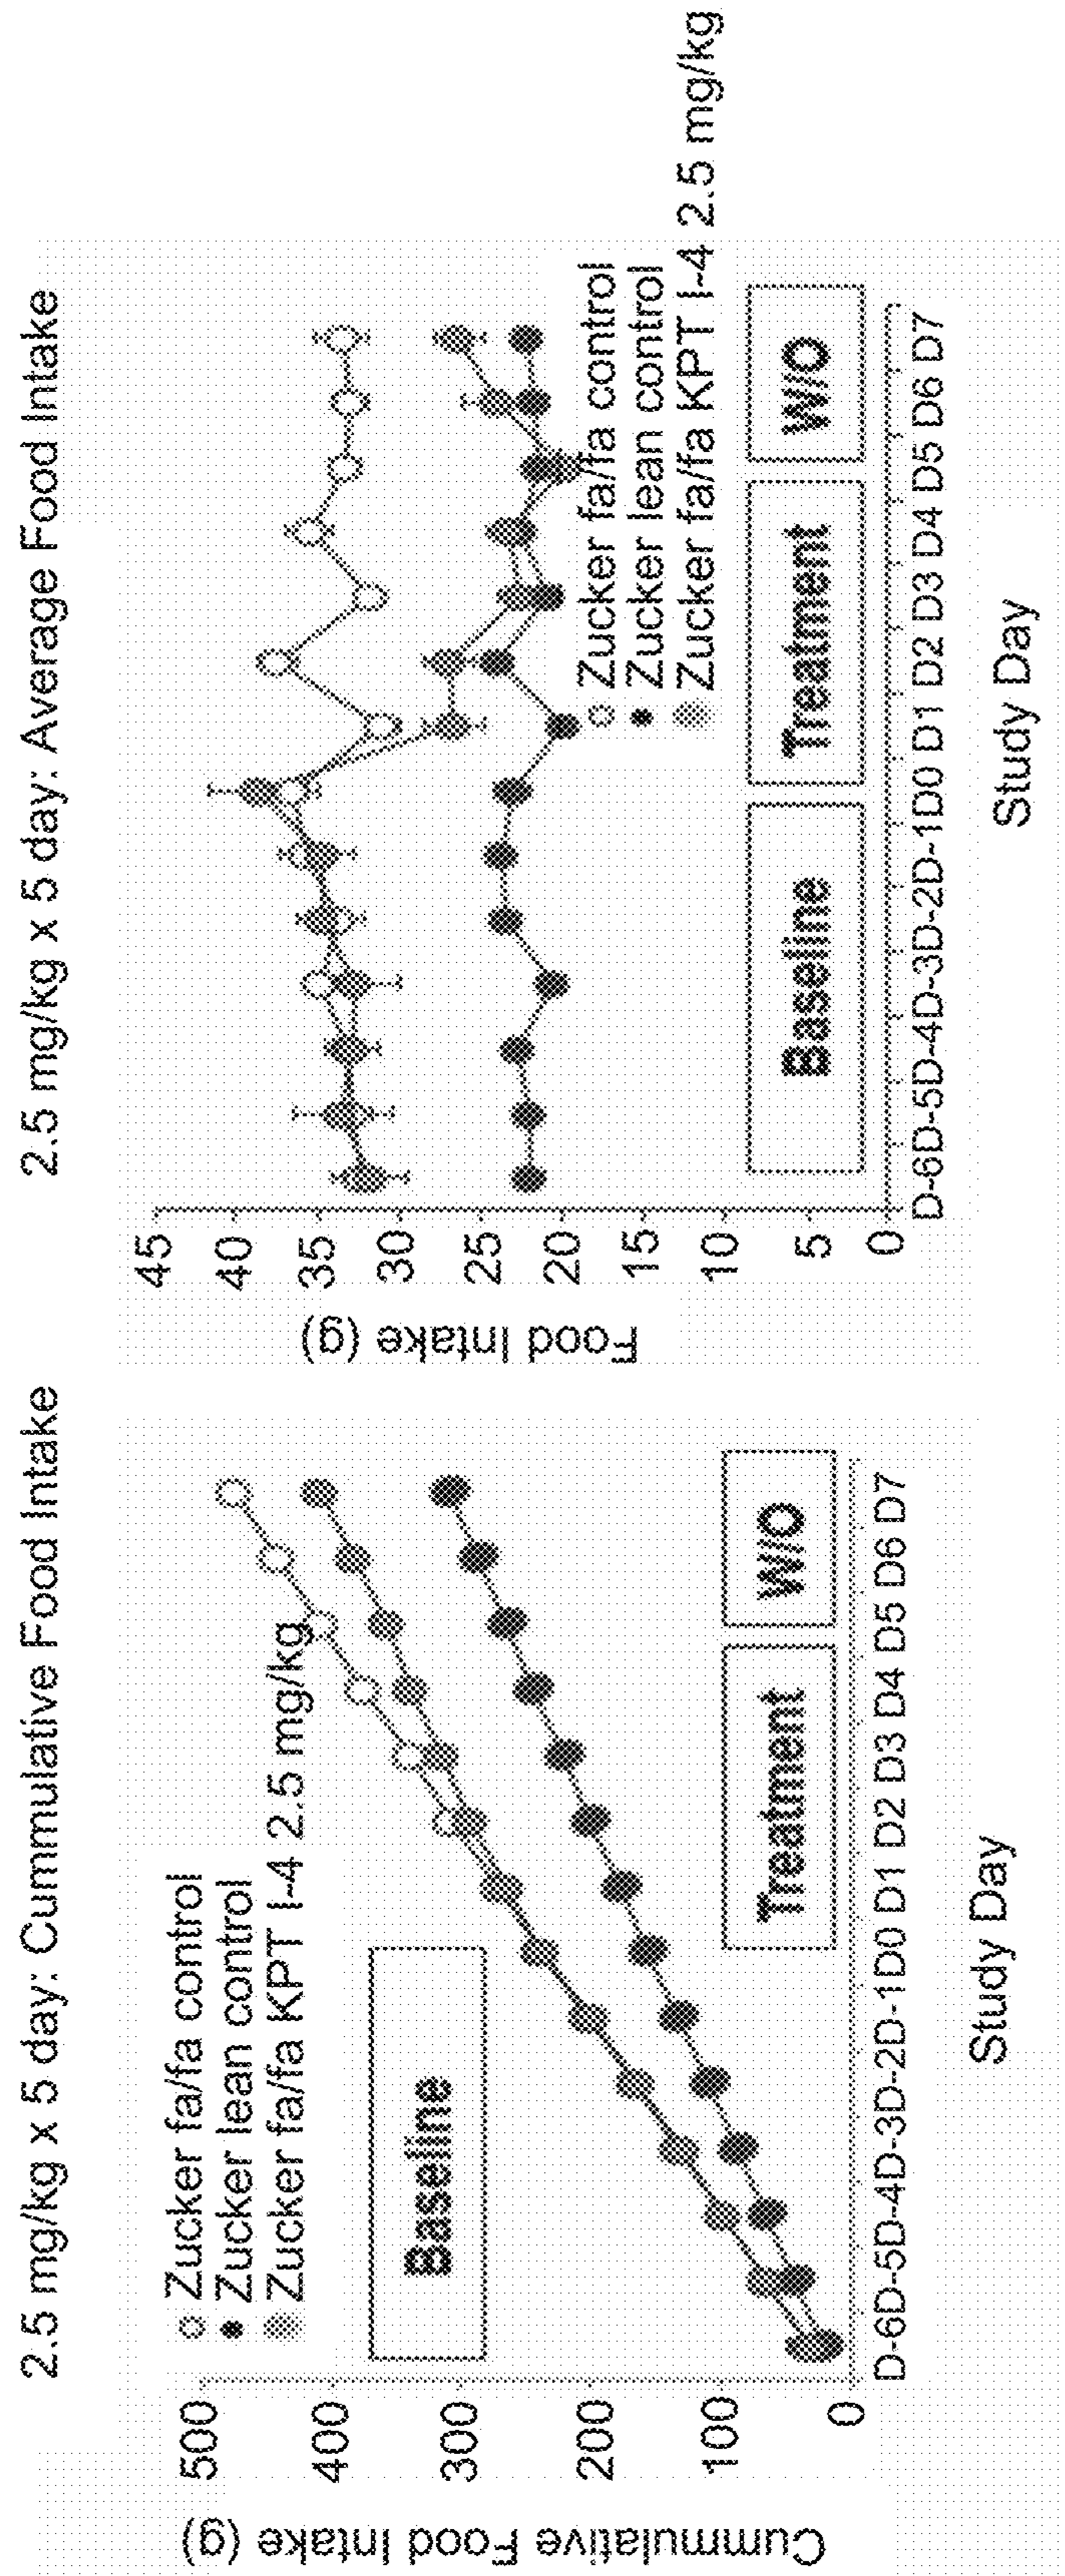 2.5 mg/kg x 5 day: Cummulative Food Intake
Cummulative Food Intake (g)
500
400
300
200
100
0
Zucker fa/fa control
Zucker lean control
Zucker fa/fa KPT I-4 2.5 mg/kg
Baseline
Treatment
W/O
D-6D-5D-4D-3D-2D-1D0 D1 D2 D3 D4 D5 D6 D7
Study Day
2.5 mg/kg x 5 day: Average Food Intake
Food Intake (g)
45
40
35
30
25
20
15
10
5
0
Zucker fa/fa control
Zucker lean control
Zucker fa/fa KPT I-4 2.5 mg/kg
Baseline
Treatment
W/O
D-6D-5D-4D-3D-2D-1D0 D1 D2 D3 D4 D5 D6 D7
Study Day